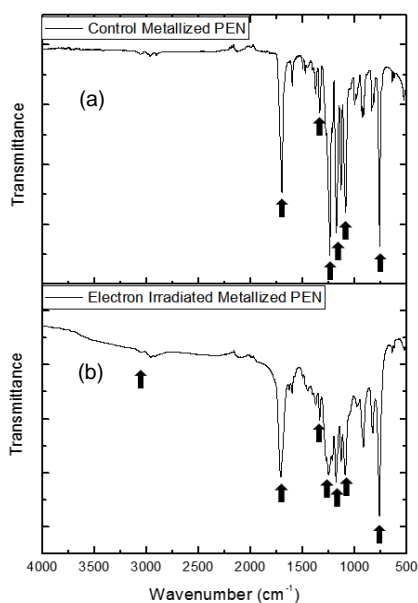 Control Metallized PEN
(a)
Transmittance
Electron Irradiated Metallized PEN
(b)
Transmittance
4000 3500 3000 2500 2000 1500 1000 500
Wavenumber (cm-1)